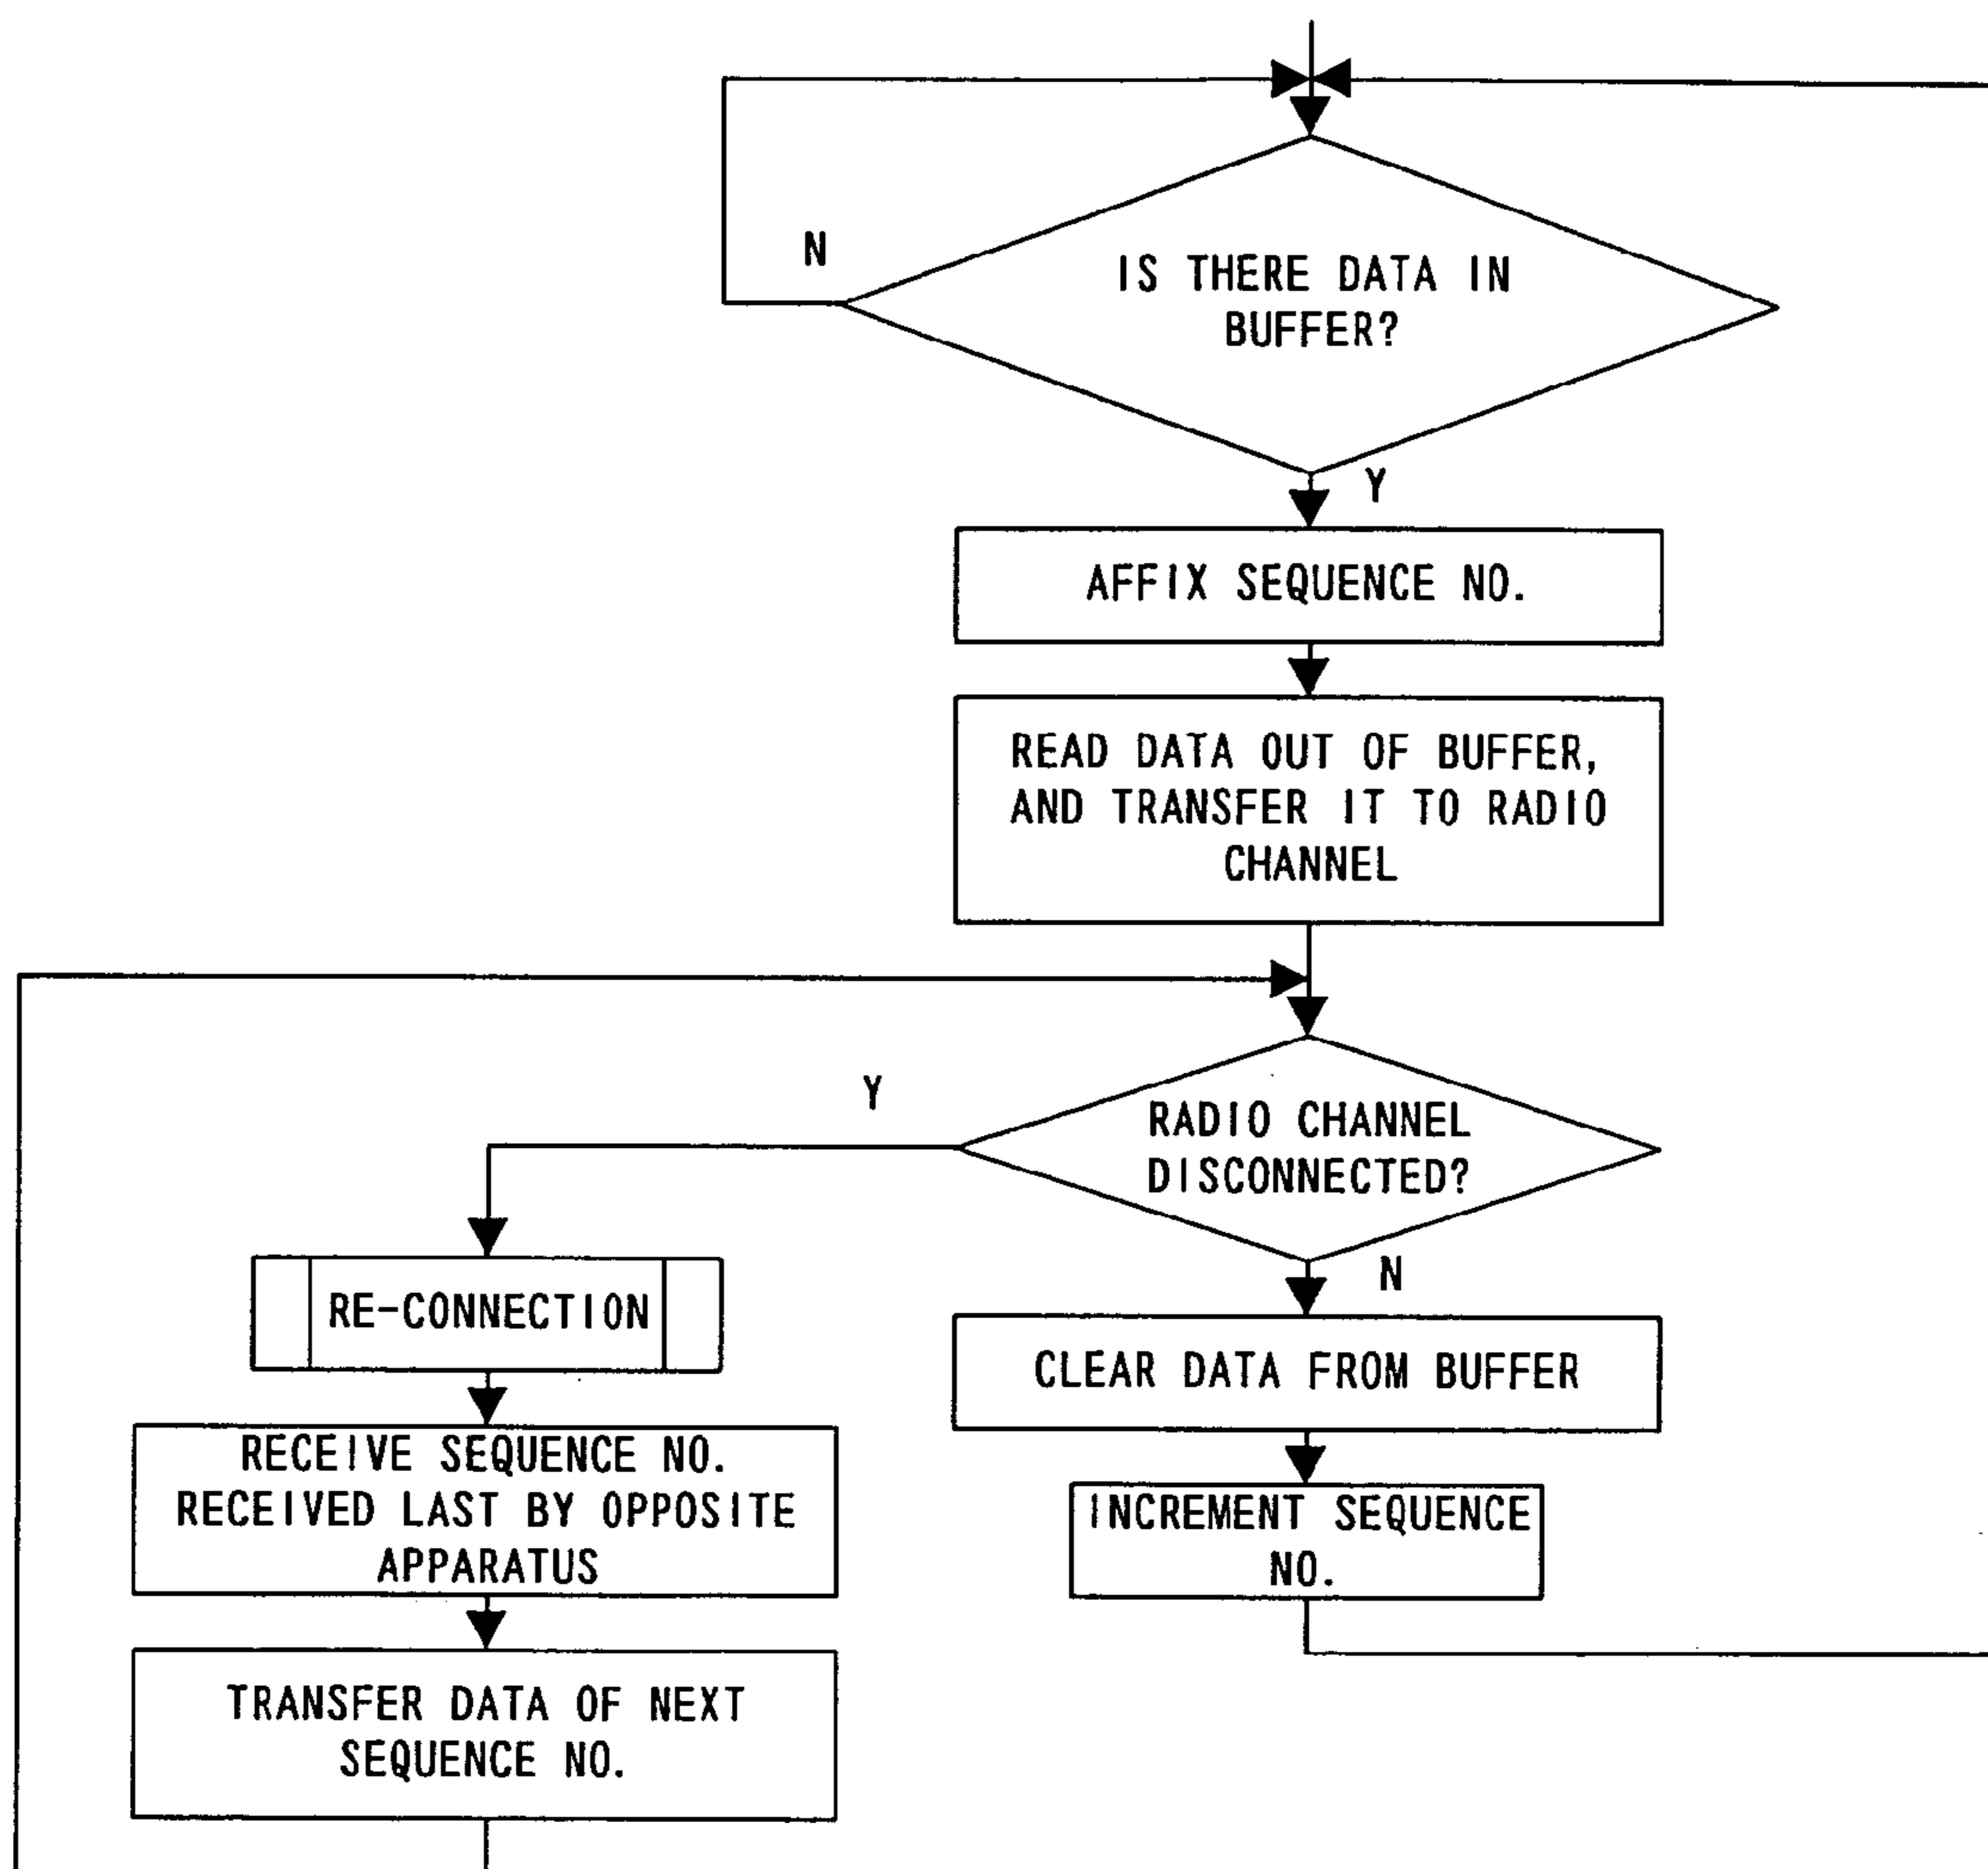 N
IS THERE DATA IN
BUFFER?
Y
AFFIX SEQUENCE NO.
READ DATA OUT OF BUFFER,
AND TRANSFER IT TO RADIO
CHANNEL
Y
RADIO CHANNEL
DISCONNECTED?
N
RE-CONNECTION
CLEAR DATA FROM BUFFER
RECEIVE SEQUENCE NO.
RECEIVED LAST BY OPPOSITE
APPARATUS
INCREMENT SEQUENCE
NO.
TRANSFER DATA OF NEXT
SEQUENCE NO.